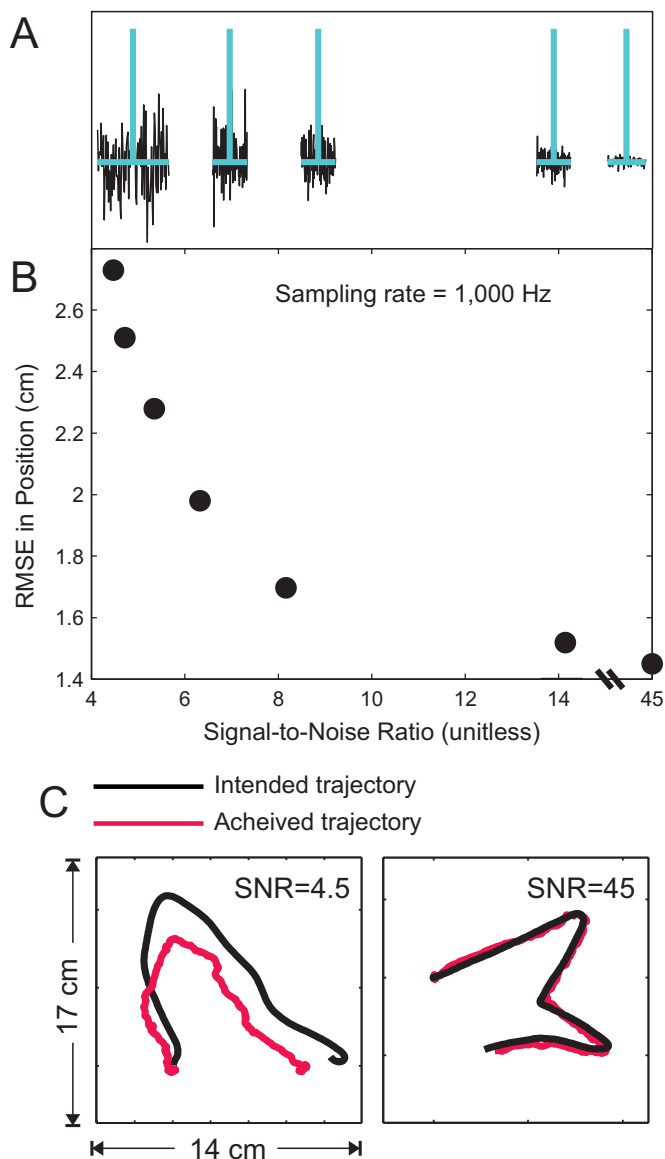 A
B
Sampling rate = 1,000 Hz
RMSE in Position (cm)
2.6
2.4
2.2
2
1.8
1.6
1.4
4
6
8
10
12
14
45
Signal-to-Noise Ratio (unitless)
C
Intended trajectory
Acheived trajectory
SNR=4.5
SNR=45
17 cm
14 cm